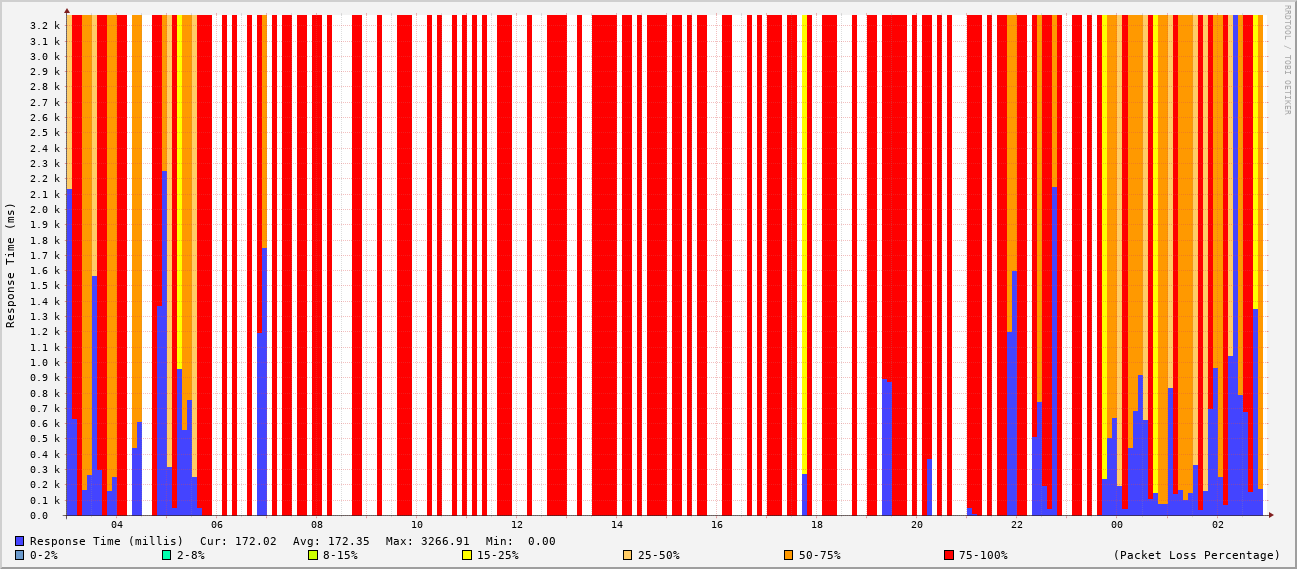 RRDTOOL / TOBI OETIKER
Response Time (ms)
3.2 k
3.1 k
3.0 k
2.9 k
2.8 k
2.7 k
2.6 k
2.5 k
2.4 k
2.3 k
2.2 k
2.1 k
2.0 k
1.9 k
1.8 k
1.7 k
1.6 k
1.5 k
1.4 k
1.3 k
1.2 k
1.1 k
1.0 k
0.9 k
0.8 k
0.7 k
0.6 k
0.5 k
0.4 k
0.3 k
0.2 k
0.1 k
0.0
04 06 08 10 12 14 16 18 20 22 00 02
Response Time (millis) Cur: 172.02 Avg: 172.35 Max: 3266.91 Min: 0.00
0-2% 2-8% 8-15% 15-25% 25-50% 50-75% 75-100% (Packet Loss Percentage)